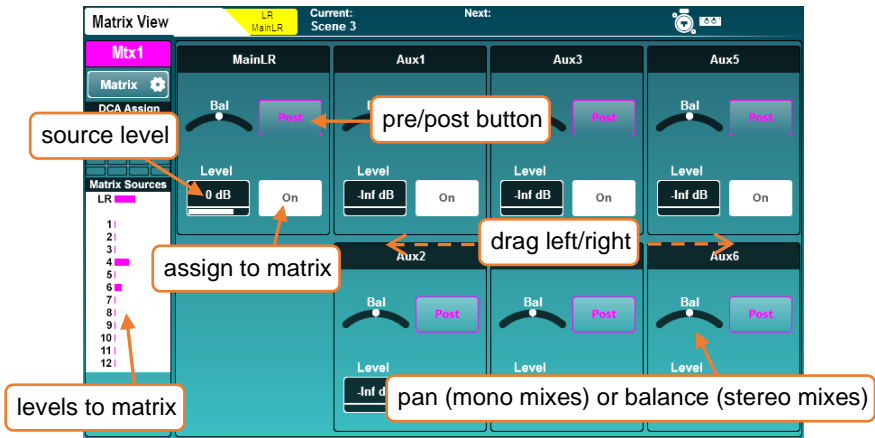 Matrix View
LR
MainLR
Current:
Scene 3
Next:
Mtx1
Matrix
DCA Assign
Matrix Sources
LR
1
2
3
4
5
6
7
8
9
10
11
12
MainLR
Bal
Post
Level
0 dB
On
Aux1
Level
-Inf dB
On
Aux3
Post
Level
-Inf dB
On
Aux5
Bal
Post
Level
-Inf dB
On
Aux2
Bal
Post
Level
-Inf d
Bal
Post
Level
Aux6
Bal
Post
Level
source level
pre/post button
assign to matrix
drag left/right
levels to matrix
pan (mono mixes) or balance (stereo mixes)